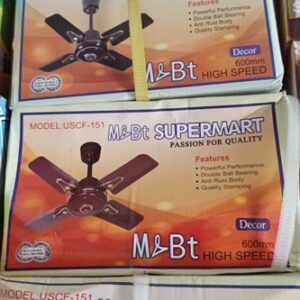 Features
• Powerful Performance
• Double Ball Bearing
• Anti Rust Body
• Quality Stamping
Decor
M&Bt
600mm
HIGH SPEED
MODEL:USCF-151
M&Bt SUPERMART
PASSION FOR QUALITY
Features
• Powerful Performance
• Double Ball Bearing
• Anti Rust Body
• Quality Stamping
Decor
M&Bt
600mm
HIGH SPEED
MODEL:USCF-151